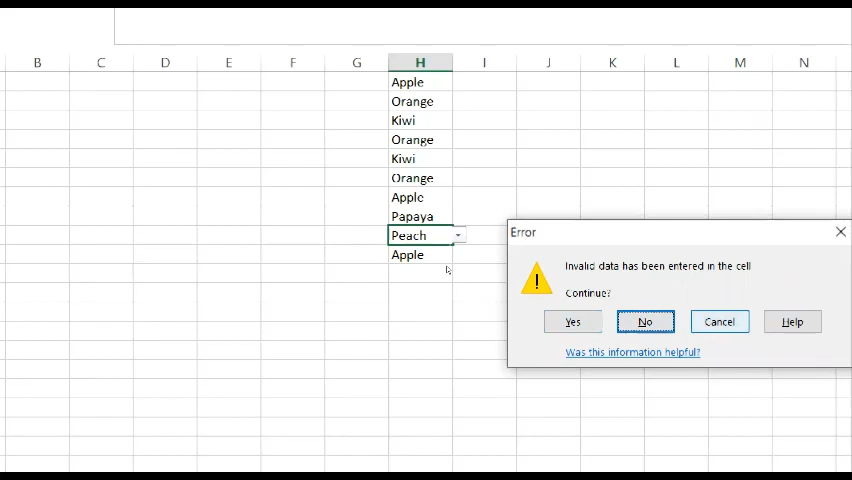 B C D E F G H I J K L M N
Apple
Orange
Kiwi
Orange
Kiwi
Orange
Apple
Papaya
Peach
Apple
Error
Invalid data has been entered in the cell
Continue?
Yes No Cancel Help
Was this information helpful?